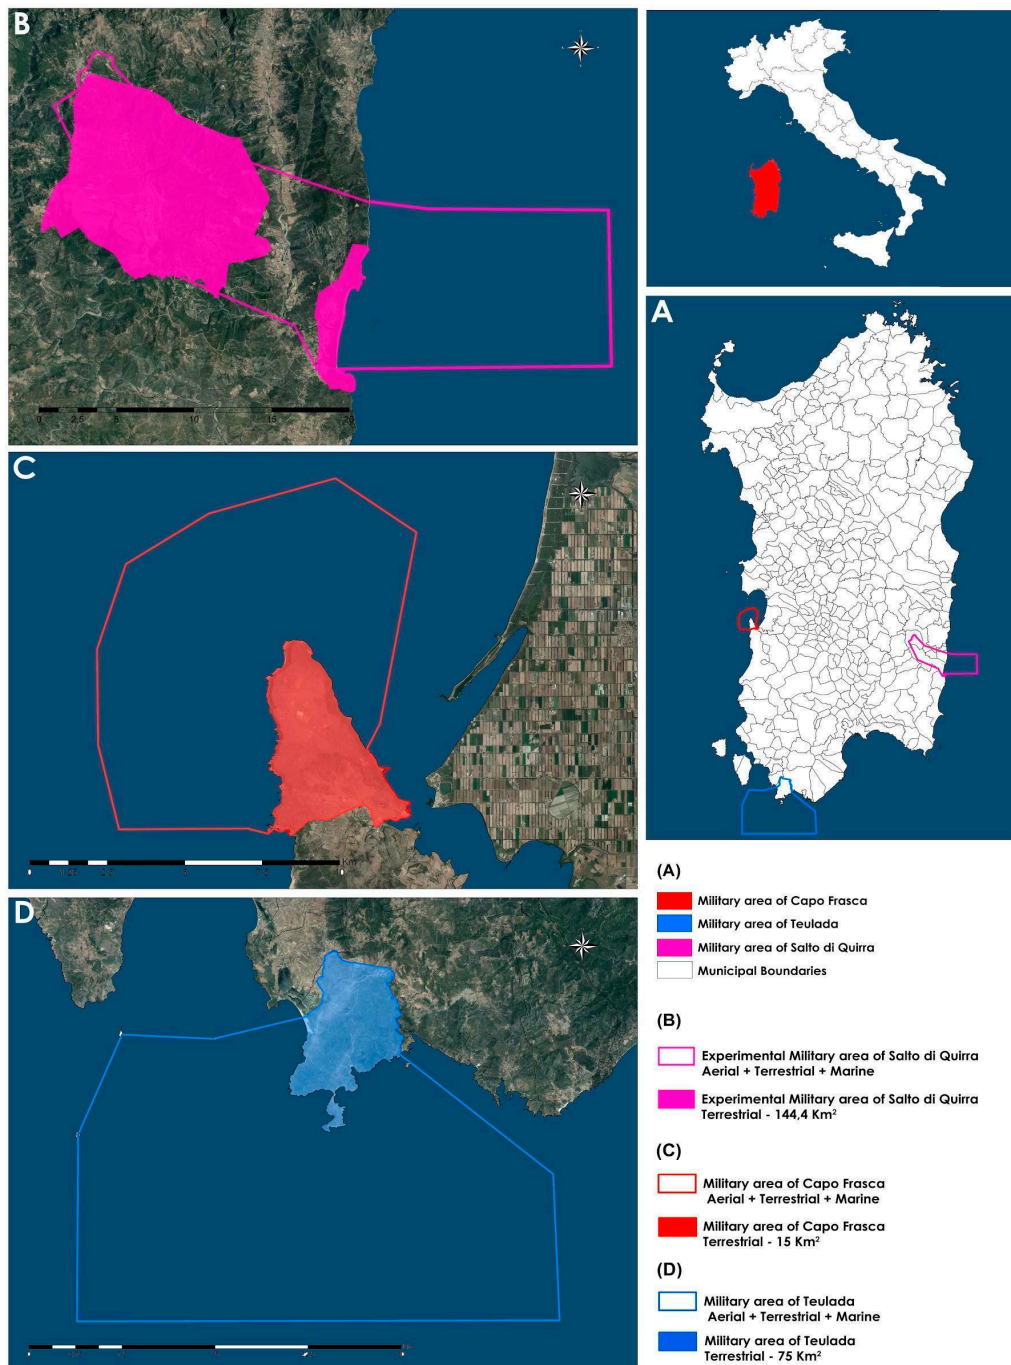 B
0 2,5 5 10 15 20
A
C
Km
D
(A)
Military area of Capo Frasca
Military area of Teulada
Military area of Salto di Quirra
Municipal Boundaries
(B)
Experimental Military area of Salto di Quirra
Aerial + Terrestrial + Marine
Experimental Military area of Salto di Quirra
Terrestrial - 144,4 Km²
(C)
Military area of Capo Frasca
Aerial + Terrestrial + Marine
Military area of Capo Frasca
Terrestrial - 15 Km²
(D)
Military area of Teulada
Aerial + Terrestrial + Marine
Military area of Teulada
Terrestrial - 75 Km²